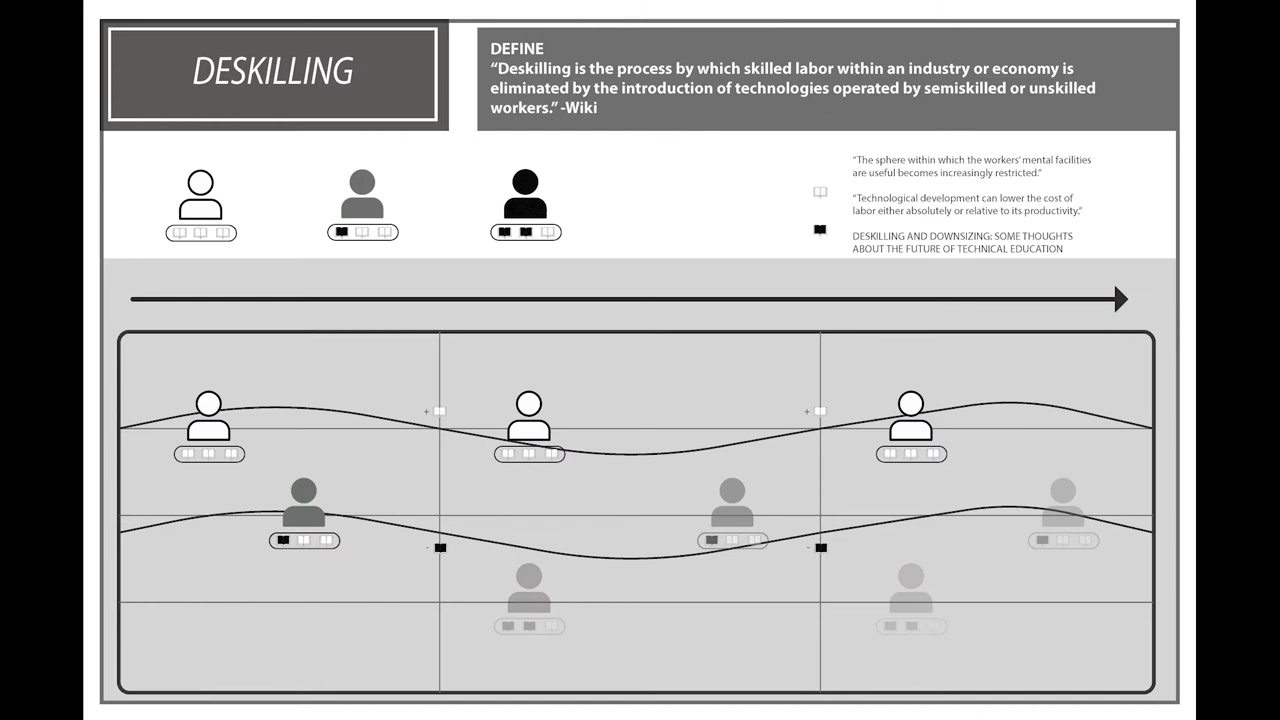 DESKILLING
DEFINE
“Deskilling is the process by which skilled labor within an industry or economy is
eliminated by the introduction of technologies operated by semiskilled or unskilled
workers.” -Wiki
“The sphere within which the workers’ mental facilities
are useful becomes increasingly restricted.”
“Technological development can lower the cost of
labor either absolutely or relative to its productivity.”
DESKILLING AND DOWNSIZING: SOME THOUGHTS
ABOUT THE FUTURE OF TECHNICAL EDUCATION
+
+
-
-